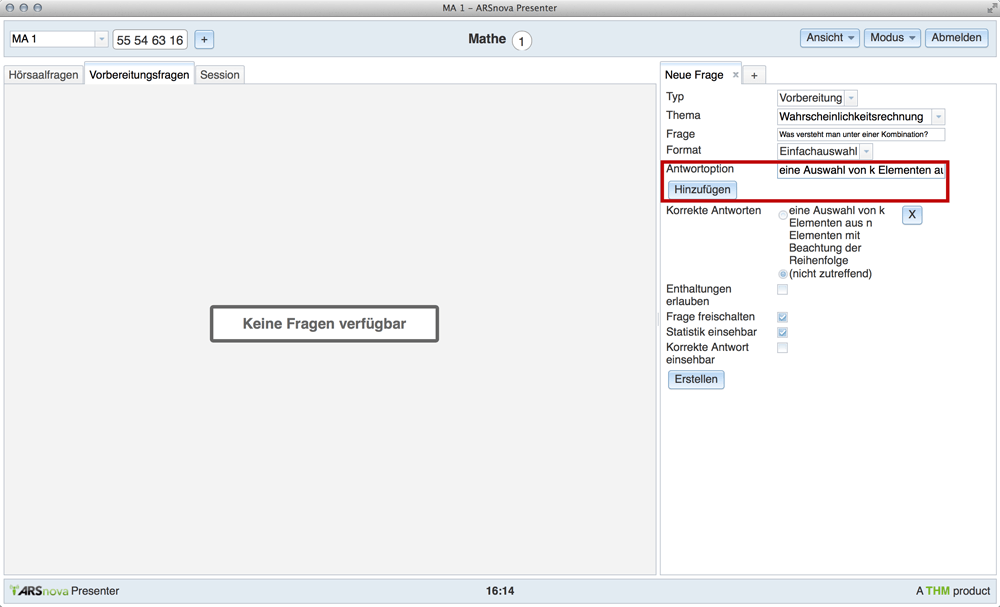 MA 1 – ARSnova Presenter
MA 1
55 54 63 16
+
Mathe 1
Ansicht
Modus
Abmelden
Hörsaalfragen
Vorbereitungsfragen
Session
Keine Fragen verfügbar
Neue Frage
+
Typ
Vorbereitung
Thema
Wahrscheinlichkeitsrechnung
Frage
Was versteht man unter einer Kombination?
Format
Einfachauswahl
Antwortoption
eine Auswahl von k Elementen au
Hinzufügen
Korrekte Antworten
eine Auswahl von k
Elementen aus n
Elementen mit
Beachtung der
Reihenfolge
X
(nicht zutreffend)
Enthaltungen
erlauben
Frage freischalten
Statistik einsehbar
Korrekte Antwort
einsehbar
Erstellen
ARSnova Presenter
16:14
A THM product